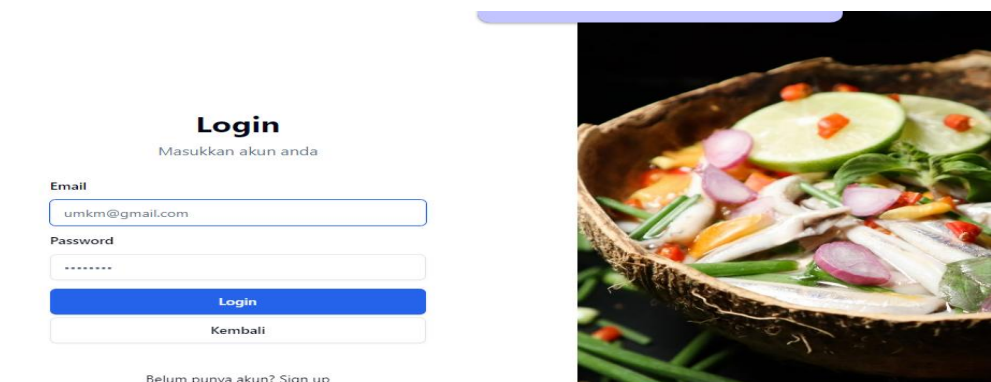 Login
Masukkan akun anda
Email
umkm@gmail.com
Password
••••••••
Login
Kembali
Belum punya akun? Sign up